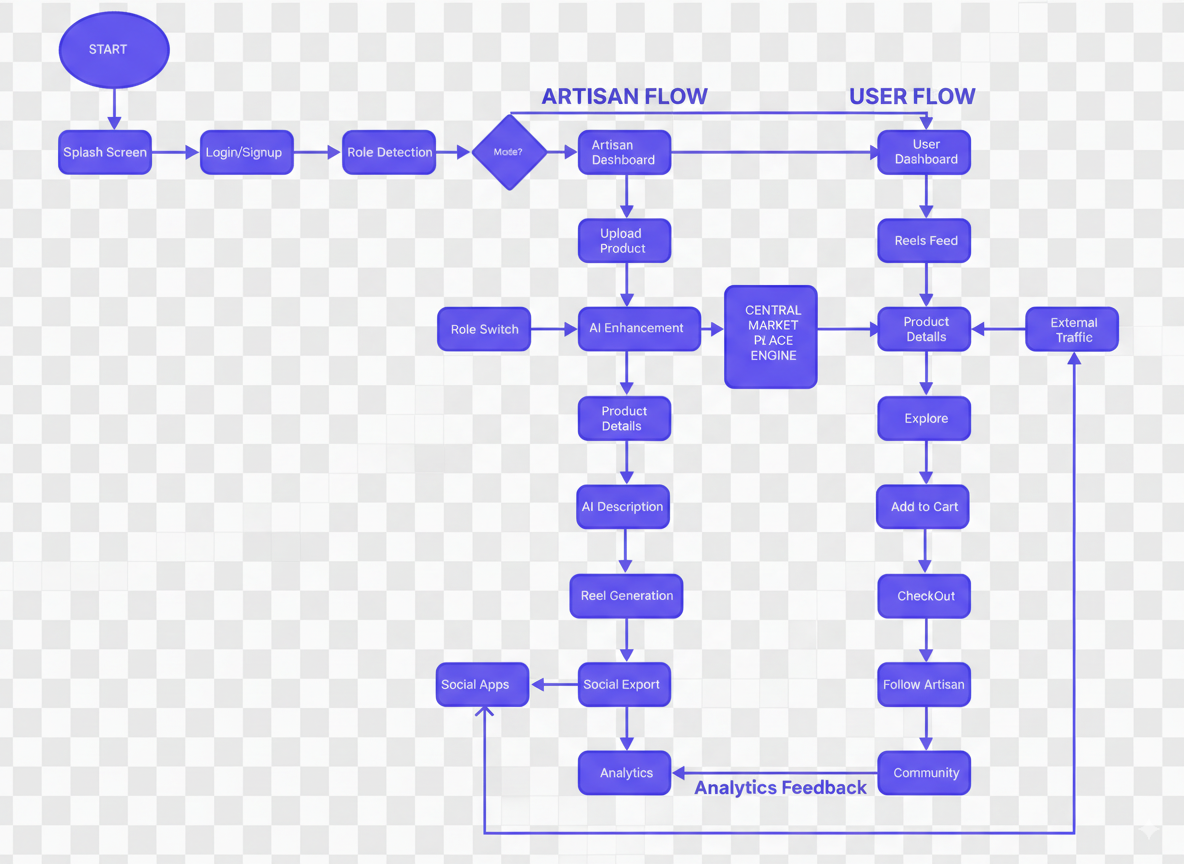 START
ARTISAN FLOW
USER FLOW
Splash Screen
Login/Signup
Role Detection
Mode?
Artisan
Dashboard
User
Dashboard
Upload
Product
Reels Feed
Role Switch
AI Enhancement
CENTRAL
MARKET
PLACE
ENGINE
Product
Details
External
Traffic
Product
Details
Explore
AI Description
Add to Cart
Reel Generation
CheckOut
Social Apps
Social Export
Follow Artisan
Analytics
Community
Analytics Feedback